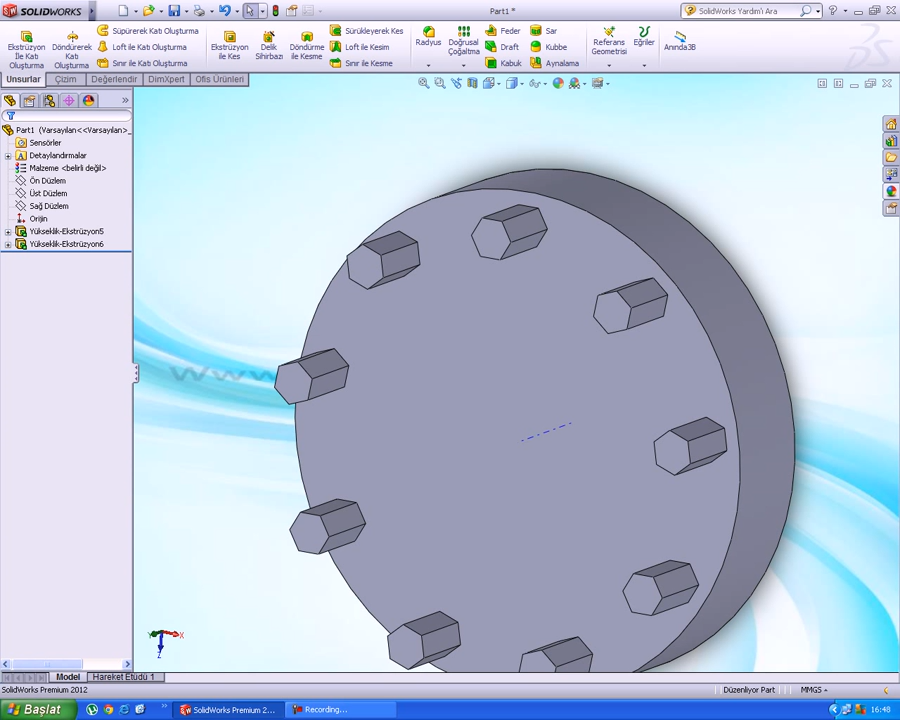 SOLIDWORKS
Part1 *
SolidWorks Yardım'ı Ara
Ekstrüzyon İle Katı Oluşturma
Döndürerek Katı Oluşturma
Süpürerek Katı Oluşturma
Loft ile Katı Oluşturma
Sınır ile Katı Oluşturma
Ekstrüzyon ile Kes
Delik Sihirbazı
Döndürme ile Kesme
Sürükleyerek Kes
Loft ile Kesim
Sınır ile Kesme
Radyus
Doğrusal Çoğaltma
Feder
Draft
Kabuk
Sar
Kubbe
Aynalama
Referans Geometrisi
Eğriler
Anında3B
Unsurlar
Çizim
Değerlendir
DimXpert
Ofis Ürünleri
Part1 (Varsayılan<<Varsayılan>_
Sensörler
Detaylandırmalar
Malzeme <belirli değil>
Ön Düzlem
Üst Düzlem
Sağ Düzlem
Orijin
Yükseklik-Ekstrüzyon5
Yükseklik-Ekstrüzyon6
www
Y
X
Z
Model
Hareket Etüdü 1
SolidWorks Premium 2012
Düzenliyor Part
MMGS
Başlat
SolidWorks Premium 2...
Recording...
16:48